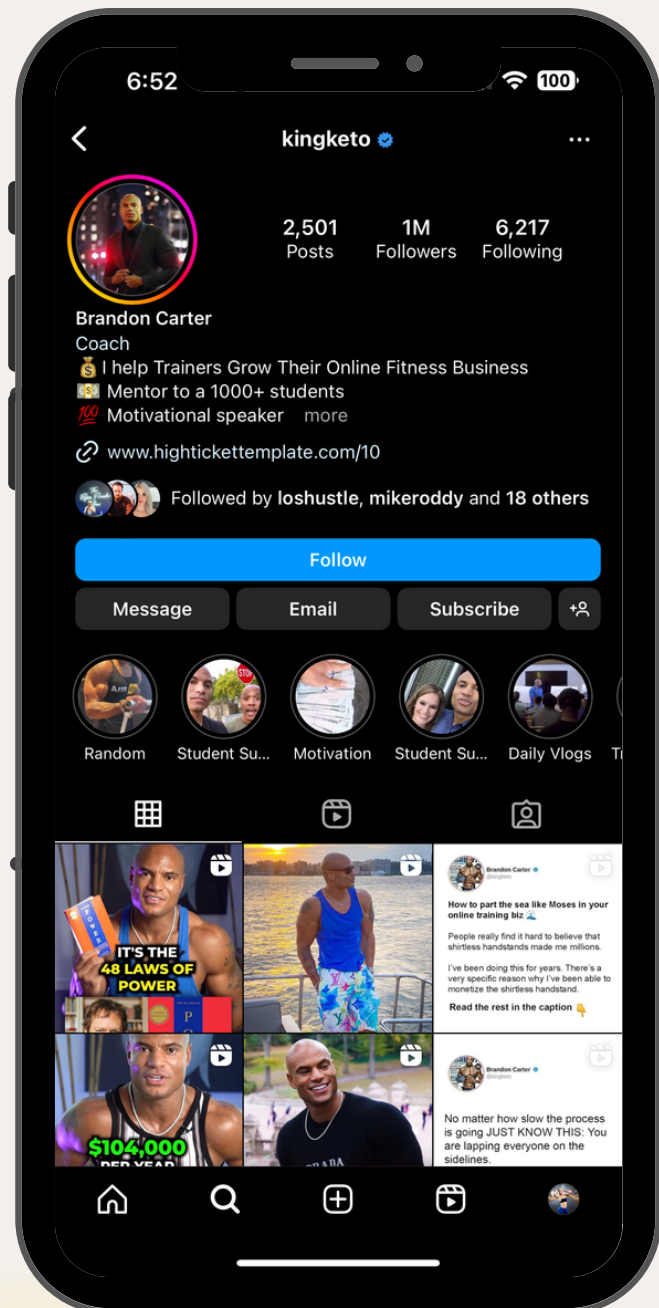 6:52
100
kingketo
2,501
Posts
1M
Followers
6,217
Following
Brandon Carter
Coach
💰 I help Trainers Grow Their Online Fitness Business
💵 Mentor to a 1000+ students
💯 Motivational speaker more
www.hightickettemplate.com/10
Followed by loshustle, mikeroddy and 18 others
Follow
Message
Email
Subscribe
Arm
STOP
Random
Student Su...
Motivation
Student Su...
Daily Vlogs
POWER
IT'S THE
48 LAWS OF
POWER
P
Brandon Carter
@kingketo
How to part the sea like Moses in your
online training biz 🌊
People really find it hard to believe that
shirtless handstands made me millions.
I've been doing this for years. There's a
very specific reason why I've been able to
monetize the shirtless handstand.
Read the rest in the caption 👇
$104,000
PER YEAR
PRADA
Brandon Carter
@kingketo
No matter how slow the process
is going JUST KNOW THIS: You
are lapping everyone on the
sidelines.